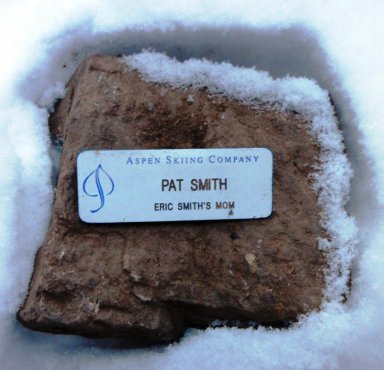 ASPEN SKIING COMPANY
PAT SMITH
ERIC SMITH'S MOM